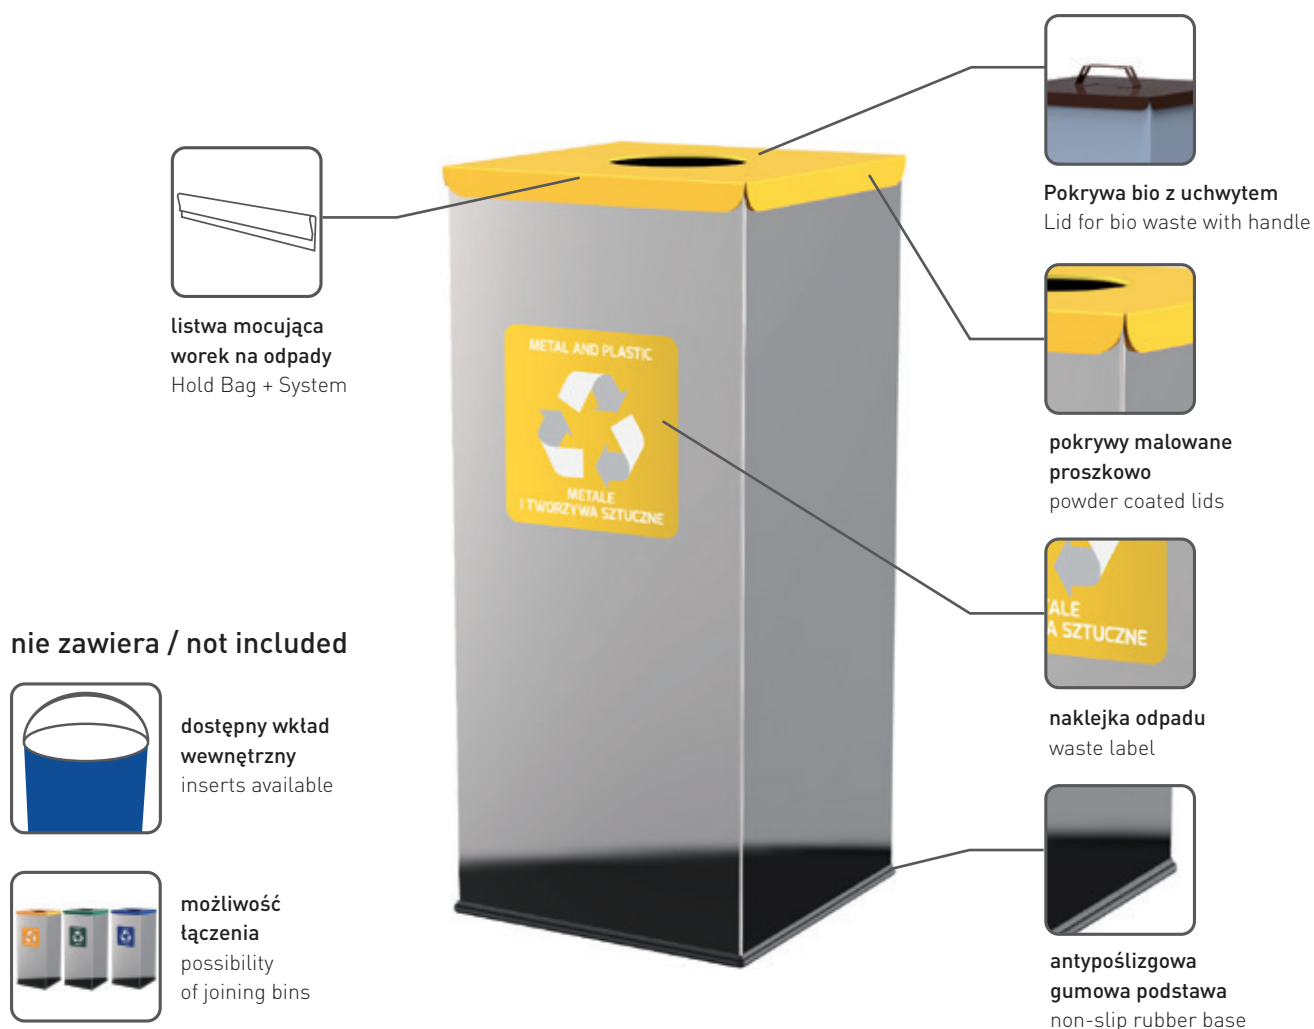 Pokrywa bio z uchwytem
Lid for bio waste with handle
listwa mocująca
worek na odpady
Hold Bag + System
METAL AND PLASTIC
METALE
I TWORZYWA SZTUCZNE
pokrywy malowane
proszkowo
powder coated lids
ALE
A SZTUCZNE
naklejka odpadu
waste label
nie zawiera / not included
dostępny wkład
wewnętrzny
inserts available
możliwość
łączenia
possibility
of joining bins
antypoślizgowa
gumowa podstawa
non-slip rubber base